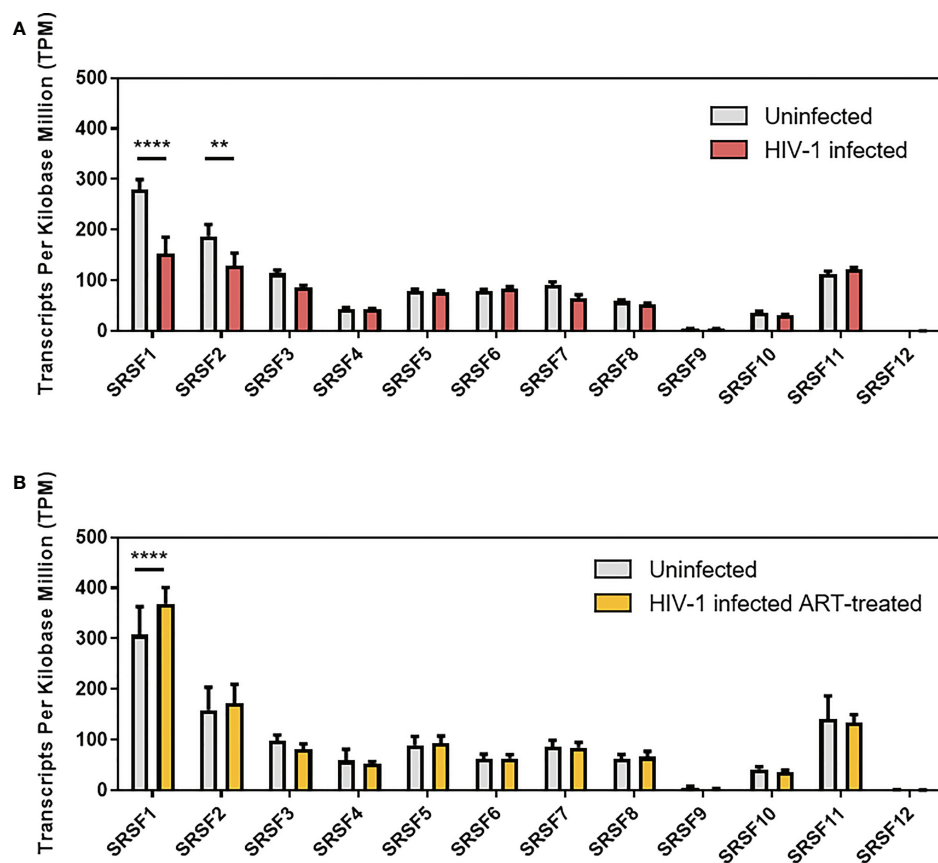 A
Transcripts Per Kilobase Million (TPM)
500
400
300
200
100
0
****
**
Uninfected
HIV-1 infected
SRSF1
SRSF2
SRSF3
SRSF4
SRSF5
SRSF6
SRSF7
SRSF8
SRSF9
SRSF10
SRSF11
SRSF12
B
Transcripts Per Kilobase Million (TPM)
500
400
300
200
100
0
****
Uninfected
HIV-1 infected ART-treated
SRSF1
SRSF2
SRSF3
SRSF4
SRSF5
SRSF6
SRSF7
SRSF8
SRSF9
SRSF10
SRSF11
SRSF12